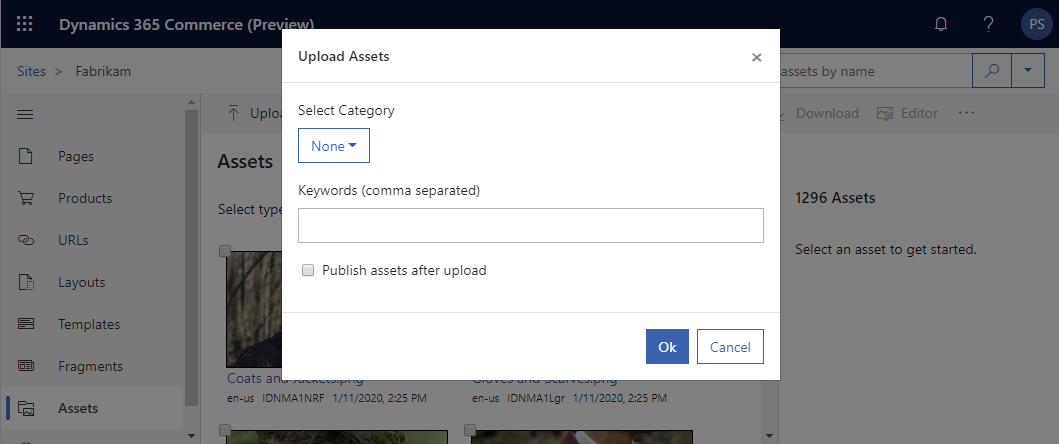 Dynamics 365 Commerce (Preview)
?
PS
Sites > Fabrikam
assets by name
Upload Assets
×
Select Category
None
Keywords (comma separated)
Publish assets after upload
Ok
Cancel
Pages
Products
URLs
Layouts
Templates
Fragments
Assets
Download
Editor
...
Assets
Select
Coats and Jackets.png
en-us IDNMA1NRF 1/11/2020, 2:25 PM
Gloves and Scarves.png
en-us IDNMA1Lgr 1/11/2020, 2:25 PM
1296 Assets
Select an asset to get started.